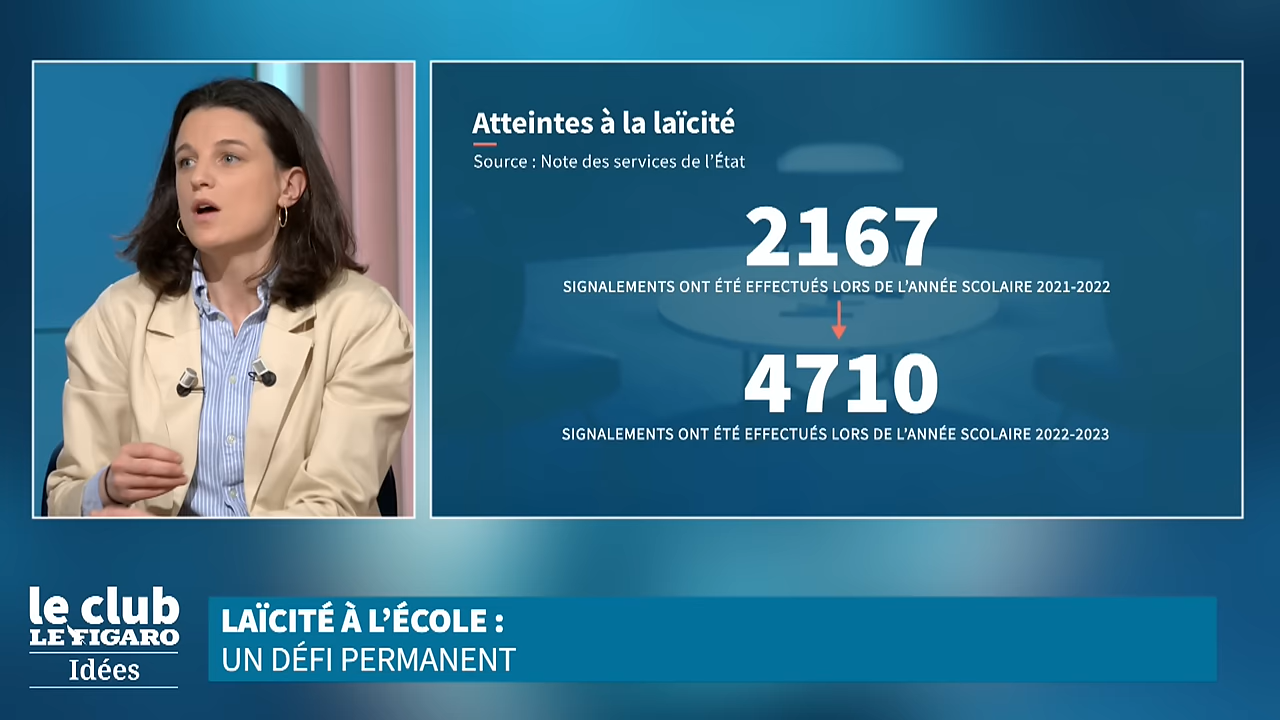 Atteintes à la laïcité
Source : Note des services de l'État
2167
SIGNALEMENTS ONT ÉTÉ EFFECTUÉS LORS DE L'ANNÉE SCOLAIRE 2021-2022
4710
SIGNALEMENTS ONT ÉTÉ EFFECTUÉS LORS DE L'ANNÉE SCOLAIRE 2022-2023
le club
LE FIGARO
Idées
LAÏCITÉ À L'ÉCOLE :
UN DÉFI PERMANENT